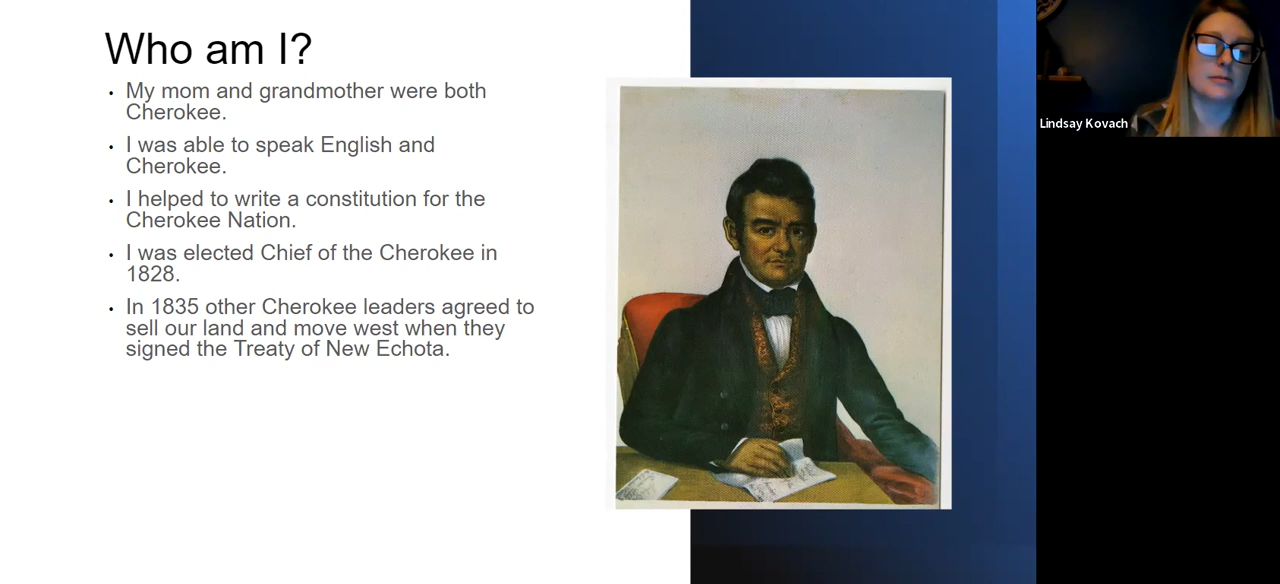 Who am I?
• My mom and grandmother were both
Cherokee.
• I was able to speak English and
Cherokee.
• I helped to write a constitution for the
Cherokee Nation.
• I was elected Chief of the Cherokee in
1828.
• In 1835 other Cherokee leaders agreed to
sell our land and move west when they
signed the Treaty of New Echota.
Lindsay Kovach